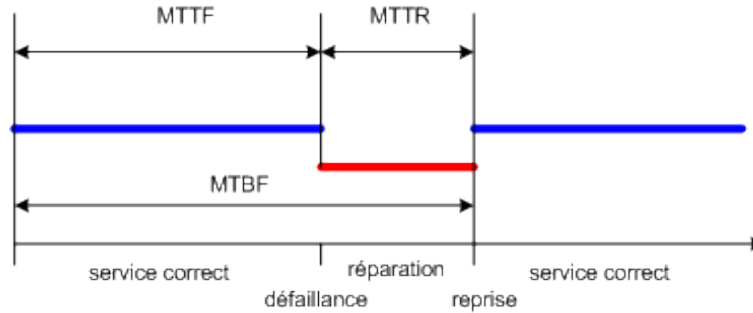 MTTF
MTTR
MTBF
service correct
réparation
service correct
défaillance
reprise